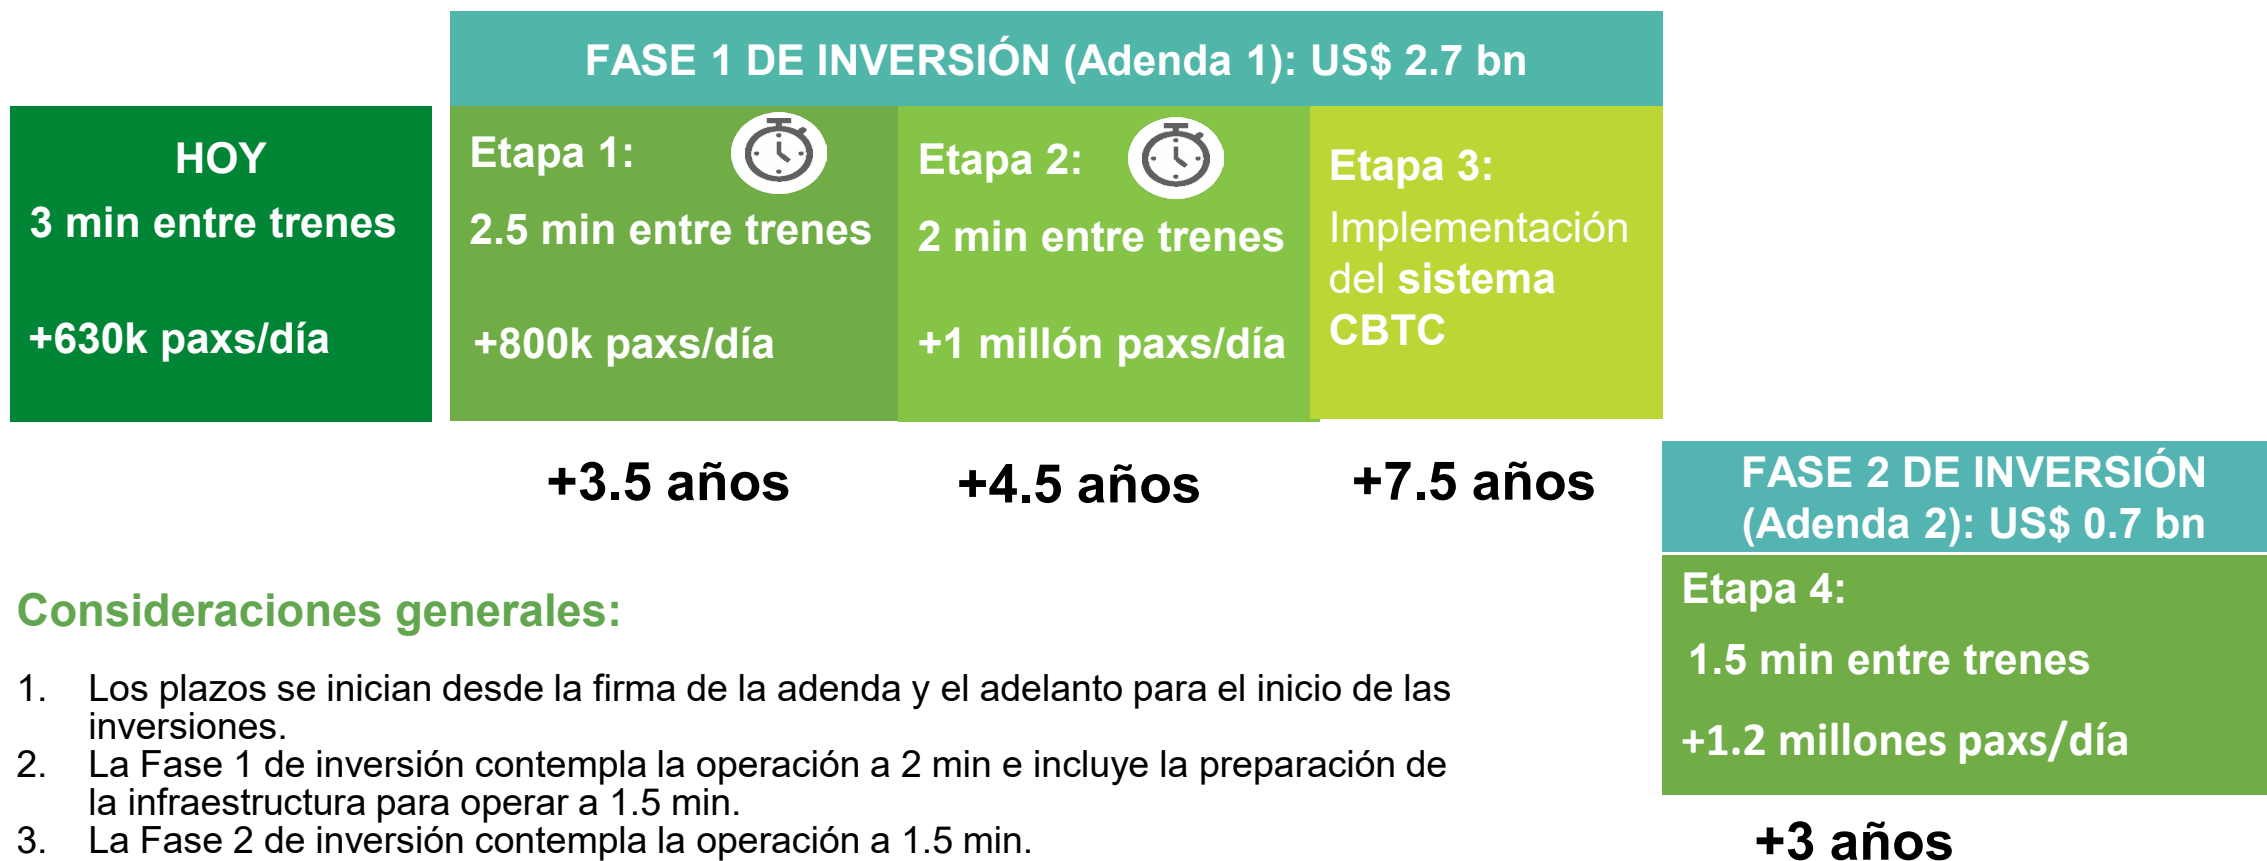 FASE 1 DE INVERSIÓN (Adenda 1): US$ 2.7 bn
HOY
3 min entre trenes
+630k paxs/día
Etapa 1:
2.5 min entre trenes
+800k paxs/día
+3.5 años
Etapa 2:
2 min entre trenes
+1 millón paxs/día
+4.5 años
Etapa 3:
Implementación
del sistema
CBTC
+7.5 años
FASE 2 DE INVERSIÓN
(Adenda 2): US$ 0.7 bn
Etapa 4:
1.5 min entre trenes
+1.2 millones paxs/día
+3 años
Consideraciones generales:
1. Los plazos se inician desde la firma de la adenda y el adelanto para el inicio de las
inversiones.
2. La Fase 1 de inversión contempla la operación a 2 min e incluye la preparación de
la infraestructura para operar a 1.5 min.
3. La Fase 2 de inversión contempla la operación a 1.5 min.